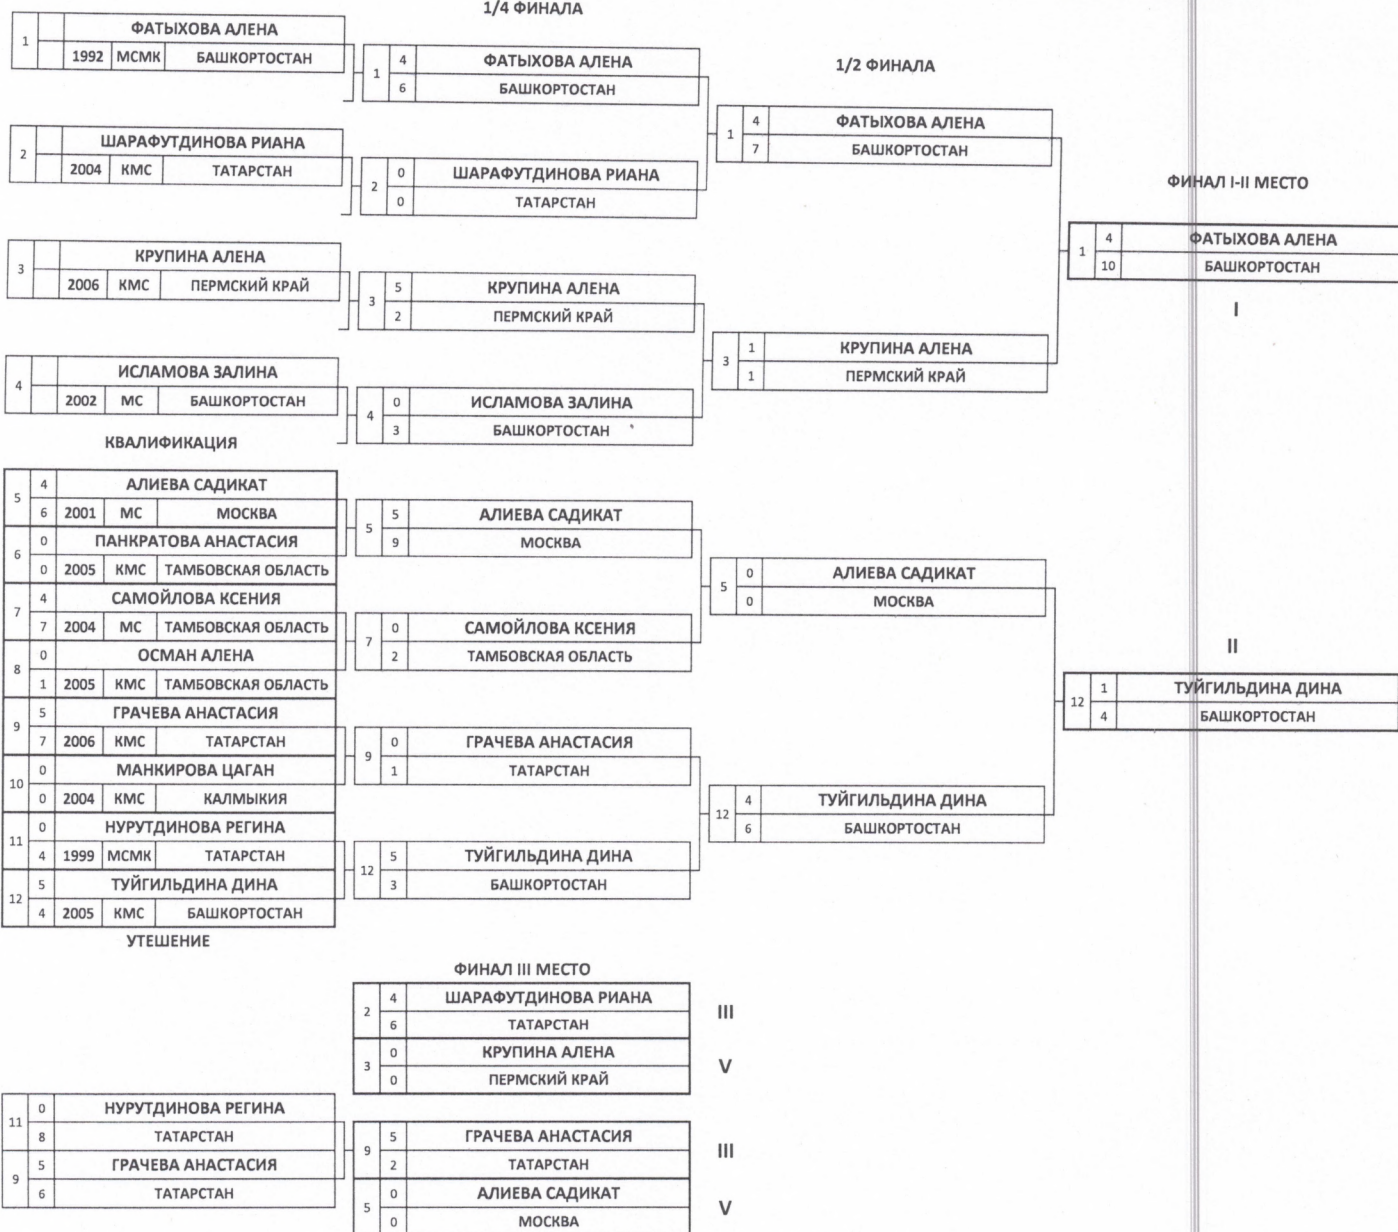 1/4 ФИНАЛА
1 ФАТЫХОВА АЛЕНА
1992 МСМК БАШКОРТОСТАН
2 ШАРАФУТДИНОВА РИАНА
2004 КМС ТАТАРСТАН
3 КРУПИНА АЛЕНА
2006 КМС ПЕРМСКИЙ КРАЙ
4 ИСЛАМОВА ЗАЛИНА
2002 МС БАШКОРТОСТАН
КВАЛИФИКАЦИЯ
5 4 АЛИЕВА САДИКАТ
6 2001 МС МОСКВА
6 0 ПАНКРАТОВА АНАСТАСИЯ
0 2005 КМС ТАМБОВСКАЯ ОБЛАСТЬ
7 4 САМОЙЛОВА КСЕНИЯ
7 2004 МС ТАМБОВСКАЯ ОБЛАСТЬ
8 0 ОСМАН АЛЕНА
1 2005 КМС ТАМБОВСКАЯ ОБЛАСТЬ
9 5 ГРАЧЕВА АНАСТАСИЯ
7 2006 КМС ТАТАРСТАН
10 0 МАНКИРОВА ЦАГАН
0 2004 КМС КАЛМЫКИЯ
11 0 НУРУТДИНОВА РЕГИНА
4 1999 МСМК ТАТАРСТАН
12 5 ТУЙГИЛЬДИНА ДИНА
4 2005 КМС БАШКОРТОСТАН
УТЕШЕНИЕ
1 4 ФАТЫХОВА АЛЕНА
6 БАШКОРТОСТАН
2 0 ШАРАФУТДИНОВА РИАНА
0 ТАТАРСТАН
3 5 КРУПИНА АЛЕНА
2 ПЕРМСКИЙ КРАЙ
4 0 ИСЛАМОВА ЗАЛИНА
3 БАШКОРТОСТАН
5 5 АЛИЕВА САДИКАТ
9 МОСКВА
7 0 САМОЙЛОВА КСЕНИЯ
2 ТАМБОВСКАЯ ОБЛАСТЬ
9 0 ГРАЧЕВА АНАСТАСИЯ
1 ТАТАРСТАН
12 5 ТУЙГИЛЬДИНА ДИНА
3 БАШКОРТОСТАН
1/2 ФИНАЛА
1 4 ФАТЫХОВА АЛЕНА
7 БАШКОРТОСТАН
3 1 КРУПИНА АЛЕНА
1 ПЕРМСКИЙ КРАЙ
5 0 АЛИЕВА САДИКАТ
0 МОСКВА
12 4 ТУЙГИЛЬДИНА ДИНА
6 БАШКОРТОСТАН
ФИНАЛ I-II МЕСТО
1 4 ФАТЫХОВА АЛЕНА
10 БАШКОРТОСТАН
I
II
12 1 ТУЙГИЛЬДИНА ДИНА
4 БАШКОРТОСТАН
ФИНАЛ III МЕСТО
2 4 ШАРАФУТДИНОВА РИАНА
6 ТАТАРСТАН
III
3 0 КРУПИНА АЛЕНА
0 ПЕРМСКИЙ КРАЙ
V
11 0 НУРУТДИНОВА РЕГИНА
8 ТАТАРСТАН
9 5 ГРАЧЕВА АНАСТАСИЯ
6 ТАТАРСТАН
9 5 ГРАЧЕВА АНАСТАСИЯ
2 ТАТАРСТАН
III
5 0 АЛИЕВА САДИКАТ
0 МОСКВА
V